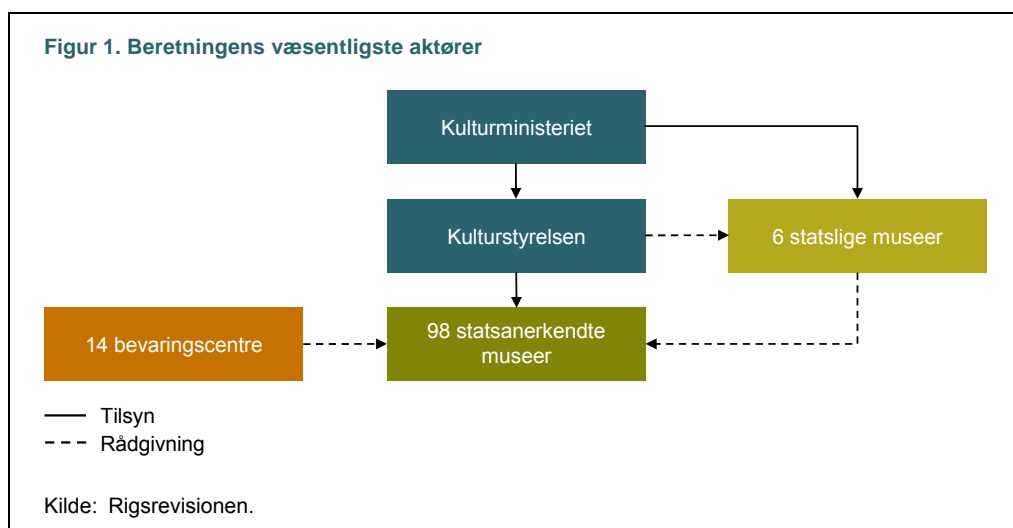 Figur 1. Beretningens væsentligste aktører
Kulturministeriet
Kulturstyrelsen
6 statslige museer
14 bevaringscentre
98 statsanerkendte
museer
Tilsyn
Rådgivning
Kilde: Rigsrevisionen.